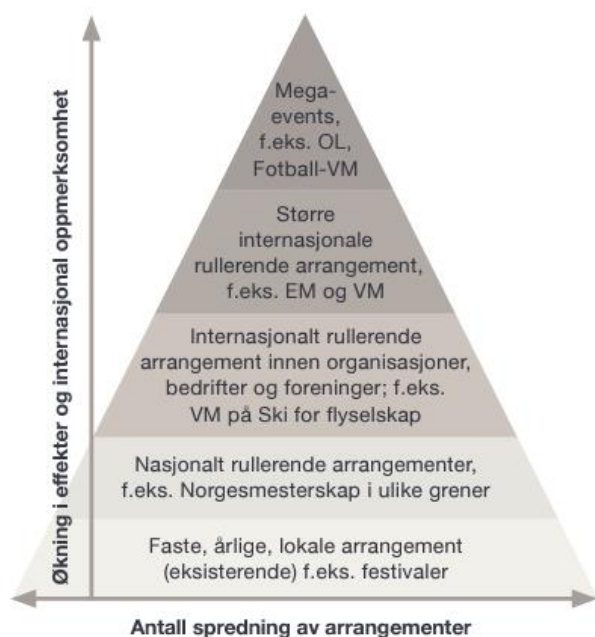 Økning i effekter og internasjonal oppmerksomhet
Mega-
events,
f.eks. OL,
Fotball-VM
Større
internasjonale
rullerende arrangement,
f.eks. EM og VM
Internasjonalt rullerende
arrangement innen organisasjoner,
bedrifter og foreninger; f.eks.
VM på Ski for flyselskap
Nasjonalt rullerende arrangementer,
f.eks. Norgesmesterskap i ulike grener
Faste, årlige, lokale arrangement
(eksisterende) f.eks. festivaler
Antall spredning av arrangementer